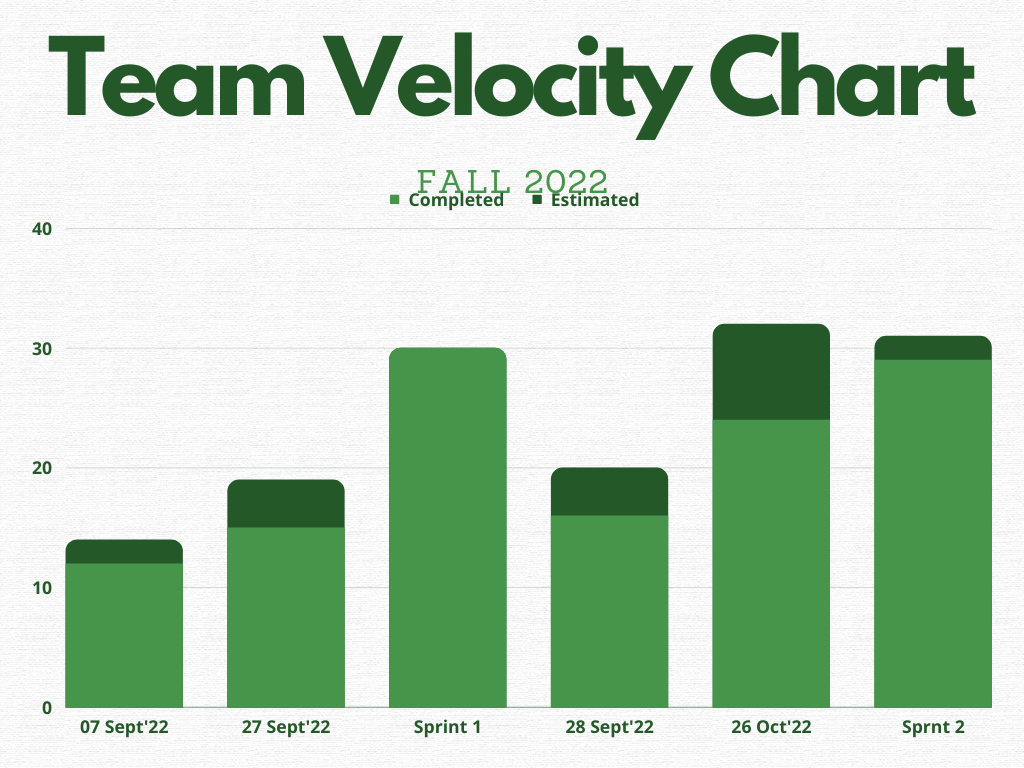 Team Velocity Chart
FALL 2022
Completed Estimated
40
30
20
10
0
07 Sept'22 27 Sept'22 Sprint 1 28 Sept'22 26 Oct'22 Sprnt 2